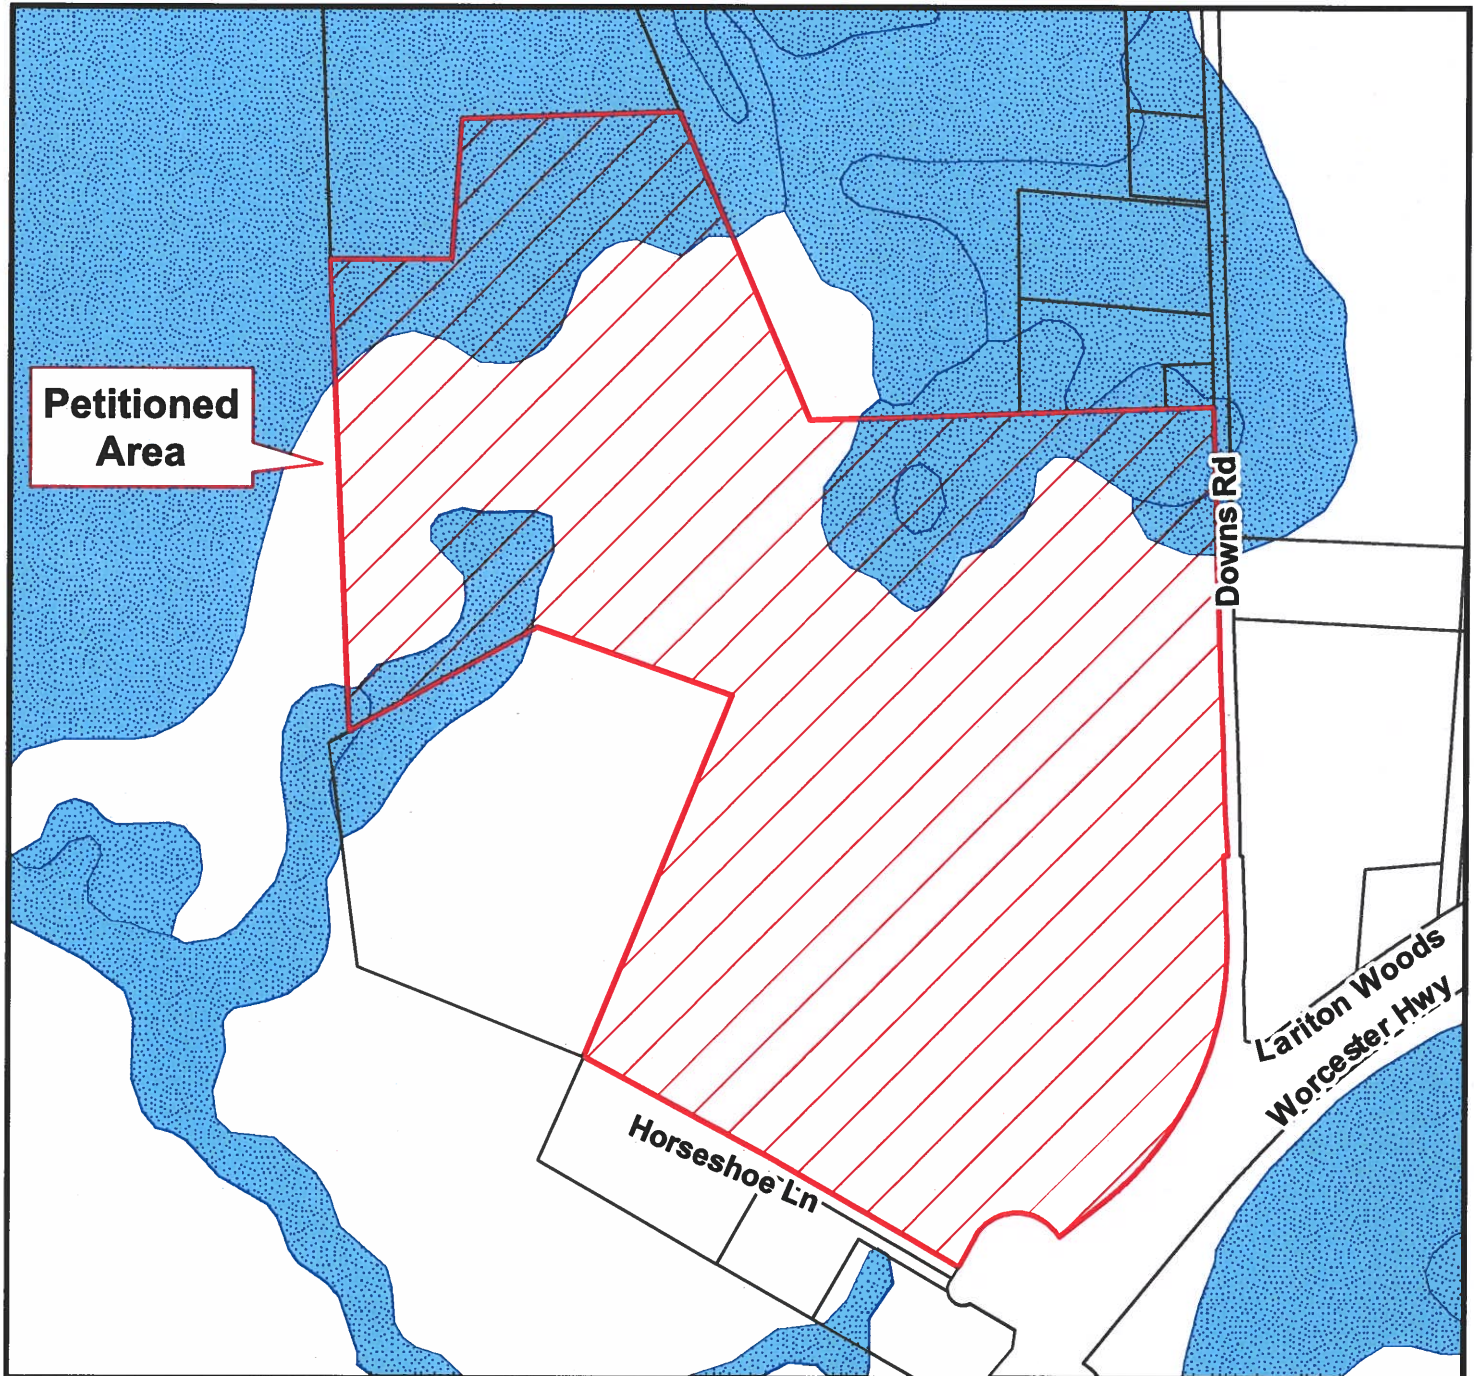 Petitioned
Area
Downs Rd
Lariton Woods
Worcester Hwy
Horseshoe Ln